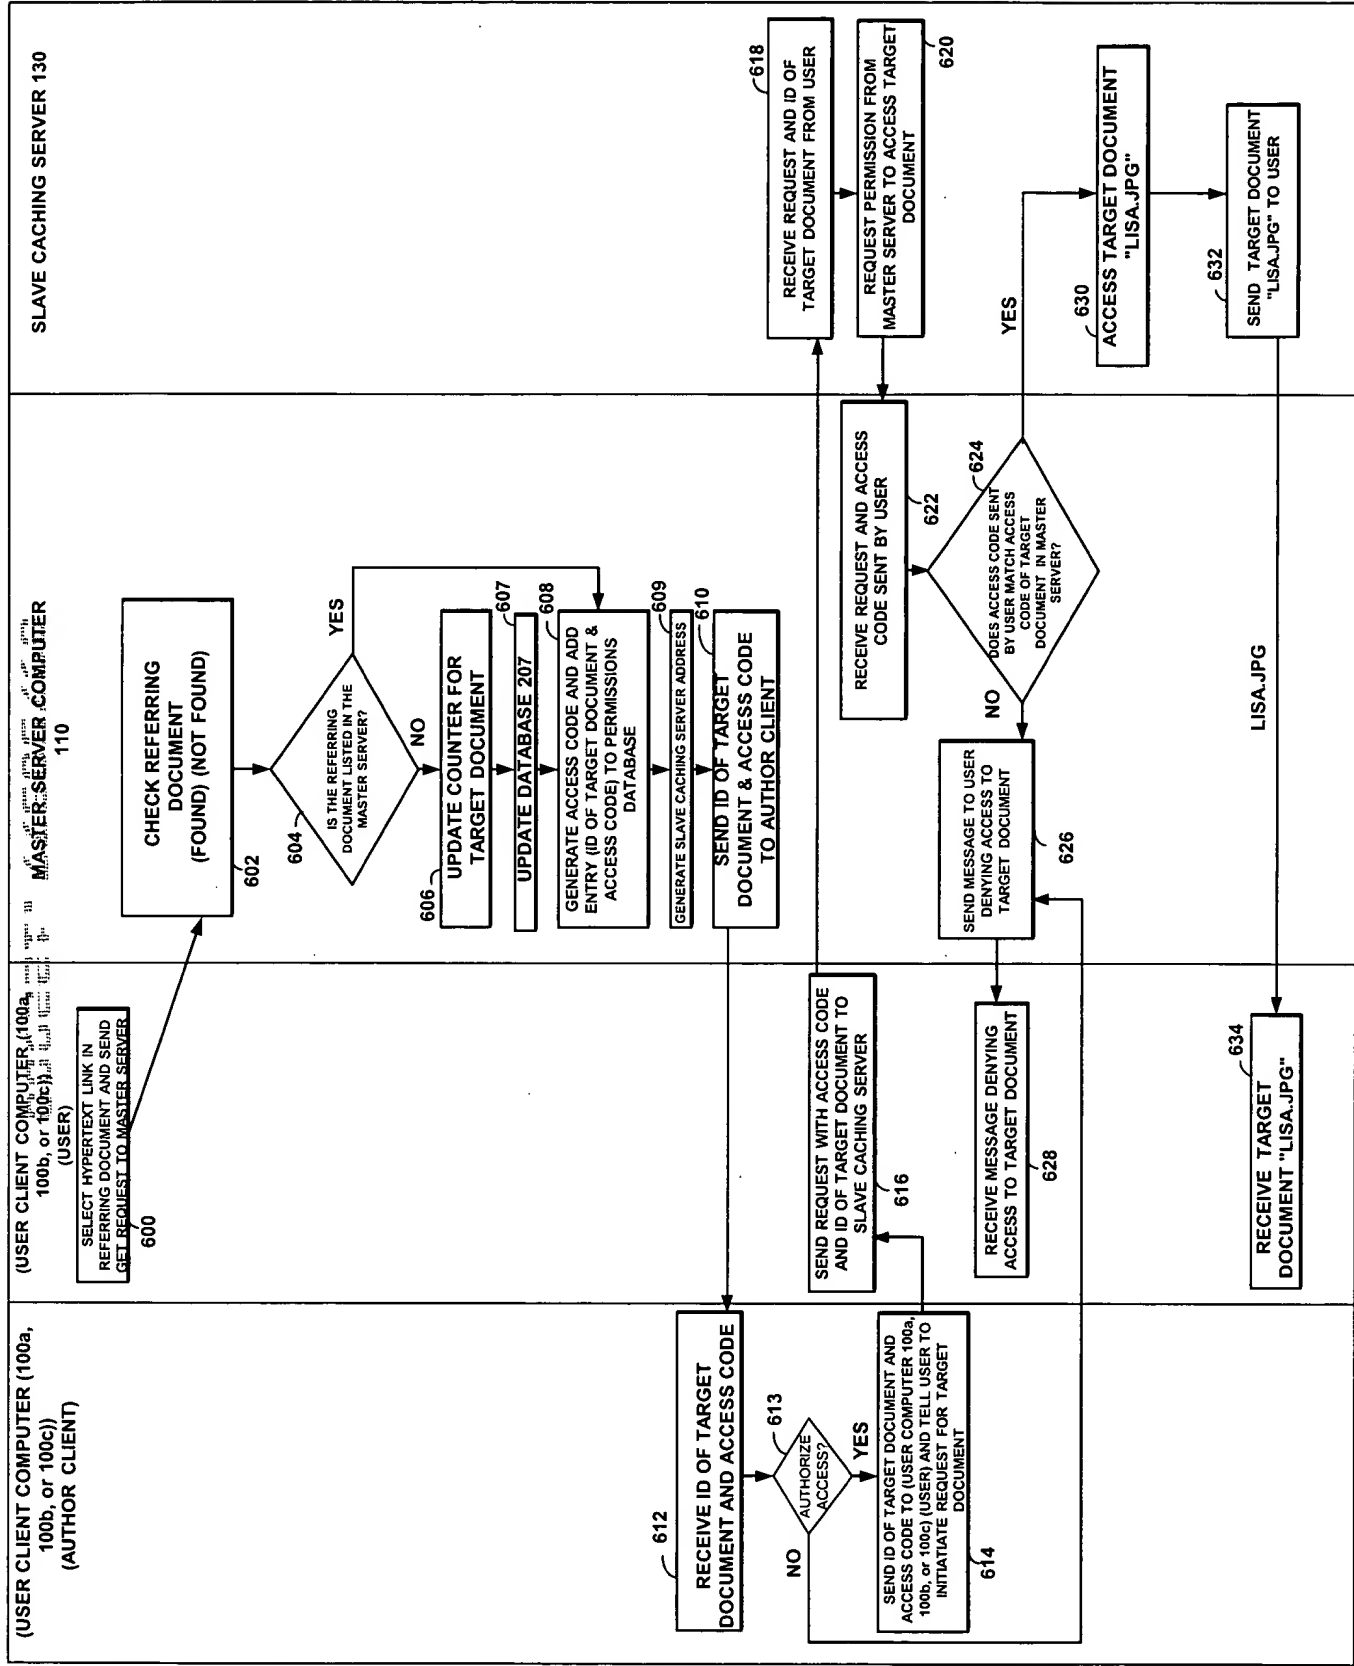 (USER CLIENT COMPUTER (100a,
100b, or 100c))
(AUTHOR CLIENT)
(USER CLIENT COMPUTER (100a,
100b, or 100c))
(USER)
MASTER SERVER COMPUTER
110
SLAVE CACHING SERVER 130
SELECT HYPERTEXT LINK IN
REFERRING DOCUMENT AND SEND
GET REQUEST TO MASTER SERVER
600
CHECK REFERRING
DOCUMENT
(FOUND) (NOT FOUND)
602
604
IS THE REFERRING
DOCUMENT LISTED IN THE
MASTER SERVER?
YES
NO
UPDATE COUNTER FOR
TARGET DOCUMENT
606
UPDATE DATABASE 207
607
GENERATE ACCESS CODE AND ADD
ENTRY (ID OF TARGET DOCUMENT &
ACCESS CODE) TO PERMISSIONS
DATABASE
608
GENERATE SLAVE CACHING SERVER ADDRESS
609
SEND ID OF TARGET
DOCUMENT & ACCESS CODE
TO AUTHOR CLIENT
610
612
RECEIVE ID OF TARGET
DOCUMENT AND ACCESS CODE
613
AUTHORIZE
ACCESS?
NO
YES
SEND ID OF TARGET DOCUMENT AND
ACCESS CODE TO (USER COMPUTER 100a,
100b, or 100c) (USER) AND TELL USER TO
INITIATE REQUEST FOR TARGET
DOCUMENT
614
SEND REQUEST WITH ACCESS CODE
AND ID OF TARGET DOCUMENT TO
SLAVE CACHING SERVER
616
618
RECEIVE REQUEST AND ID OF
TARGET DOCUMENT FROM USER
REQUEST PERMISSION FROM
MASTER SERVER TO ACCESS TARGET
DOCUMENT
620
RECEIVE REQUEST AND ACCESS
CODE SENT BY USER
622
624
DOES ACCESS CODE SENT
BY USER MATCH ACCESS
CODE OF TARGET
DOCUMENT IN MASTER
SERVER?
NO
YES
SEND MESSAGE TO USER
DENYING ACCESS TO
TARGET DOCUMENT
626
RECEIVE MESSAGE DENYING
ACCESS TO TARGET DOCUMENT
628
630
ACCESS TARGET DOCUMENT
"LISA.JPG"
632
SEND TARGET DOCUMENT
"LISA.JPG" TO USER
LISA.JPG
634
RECEIVE TARGET
DOCUMENT "LISA.JPG"